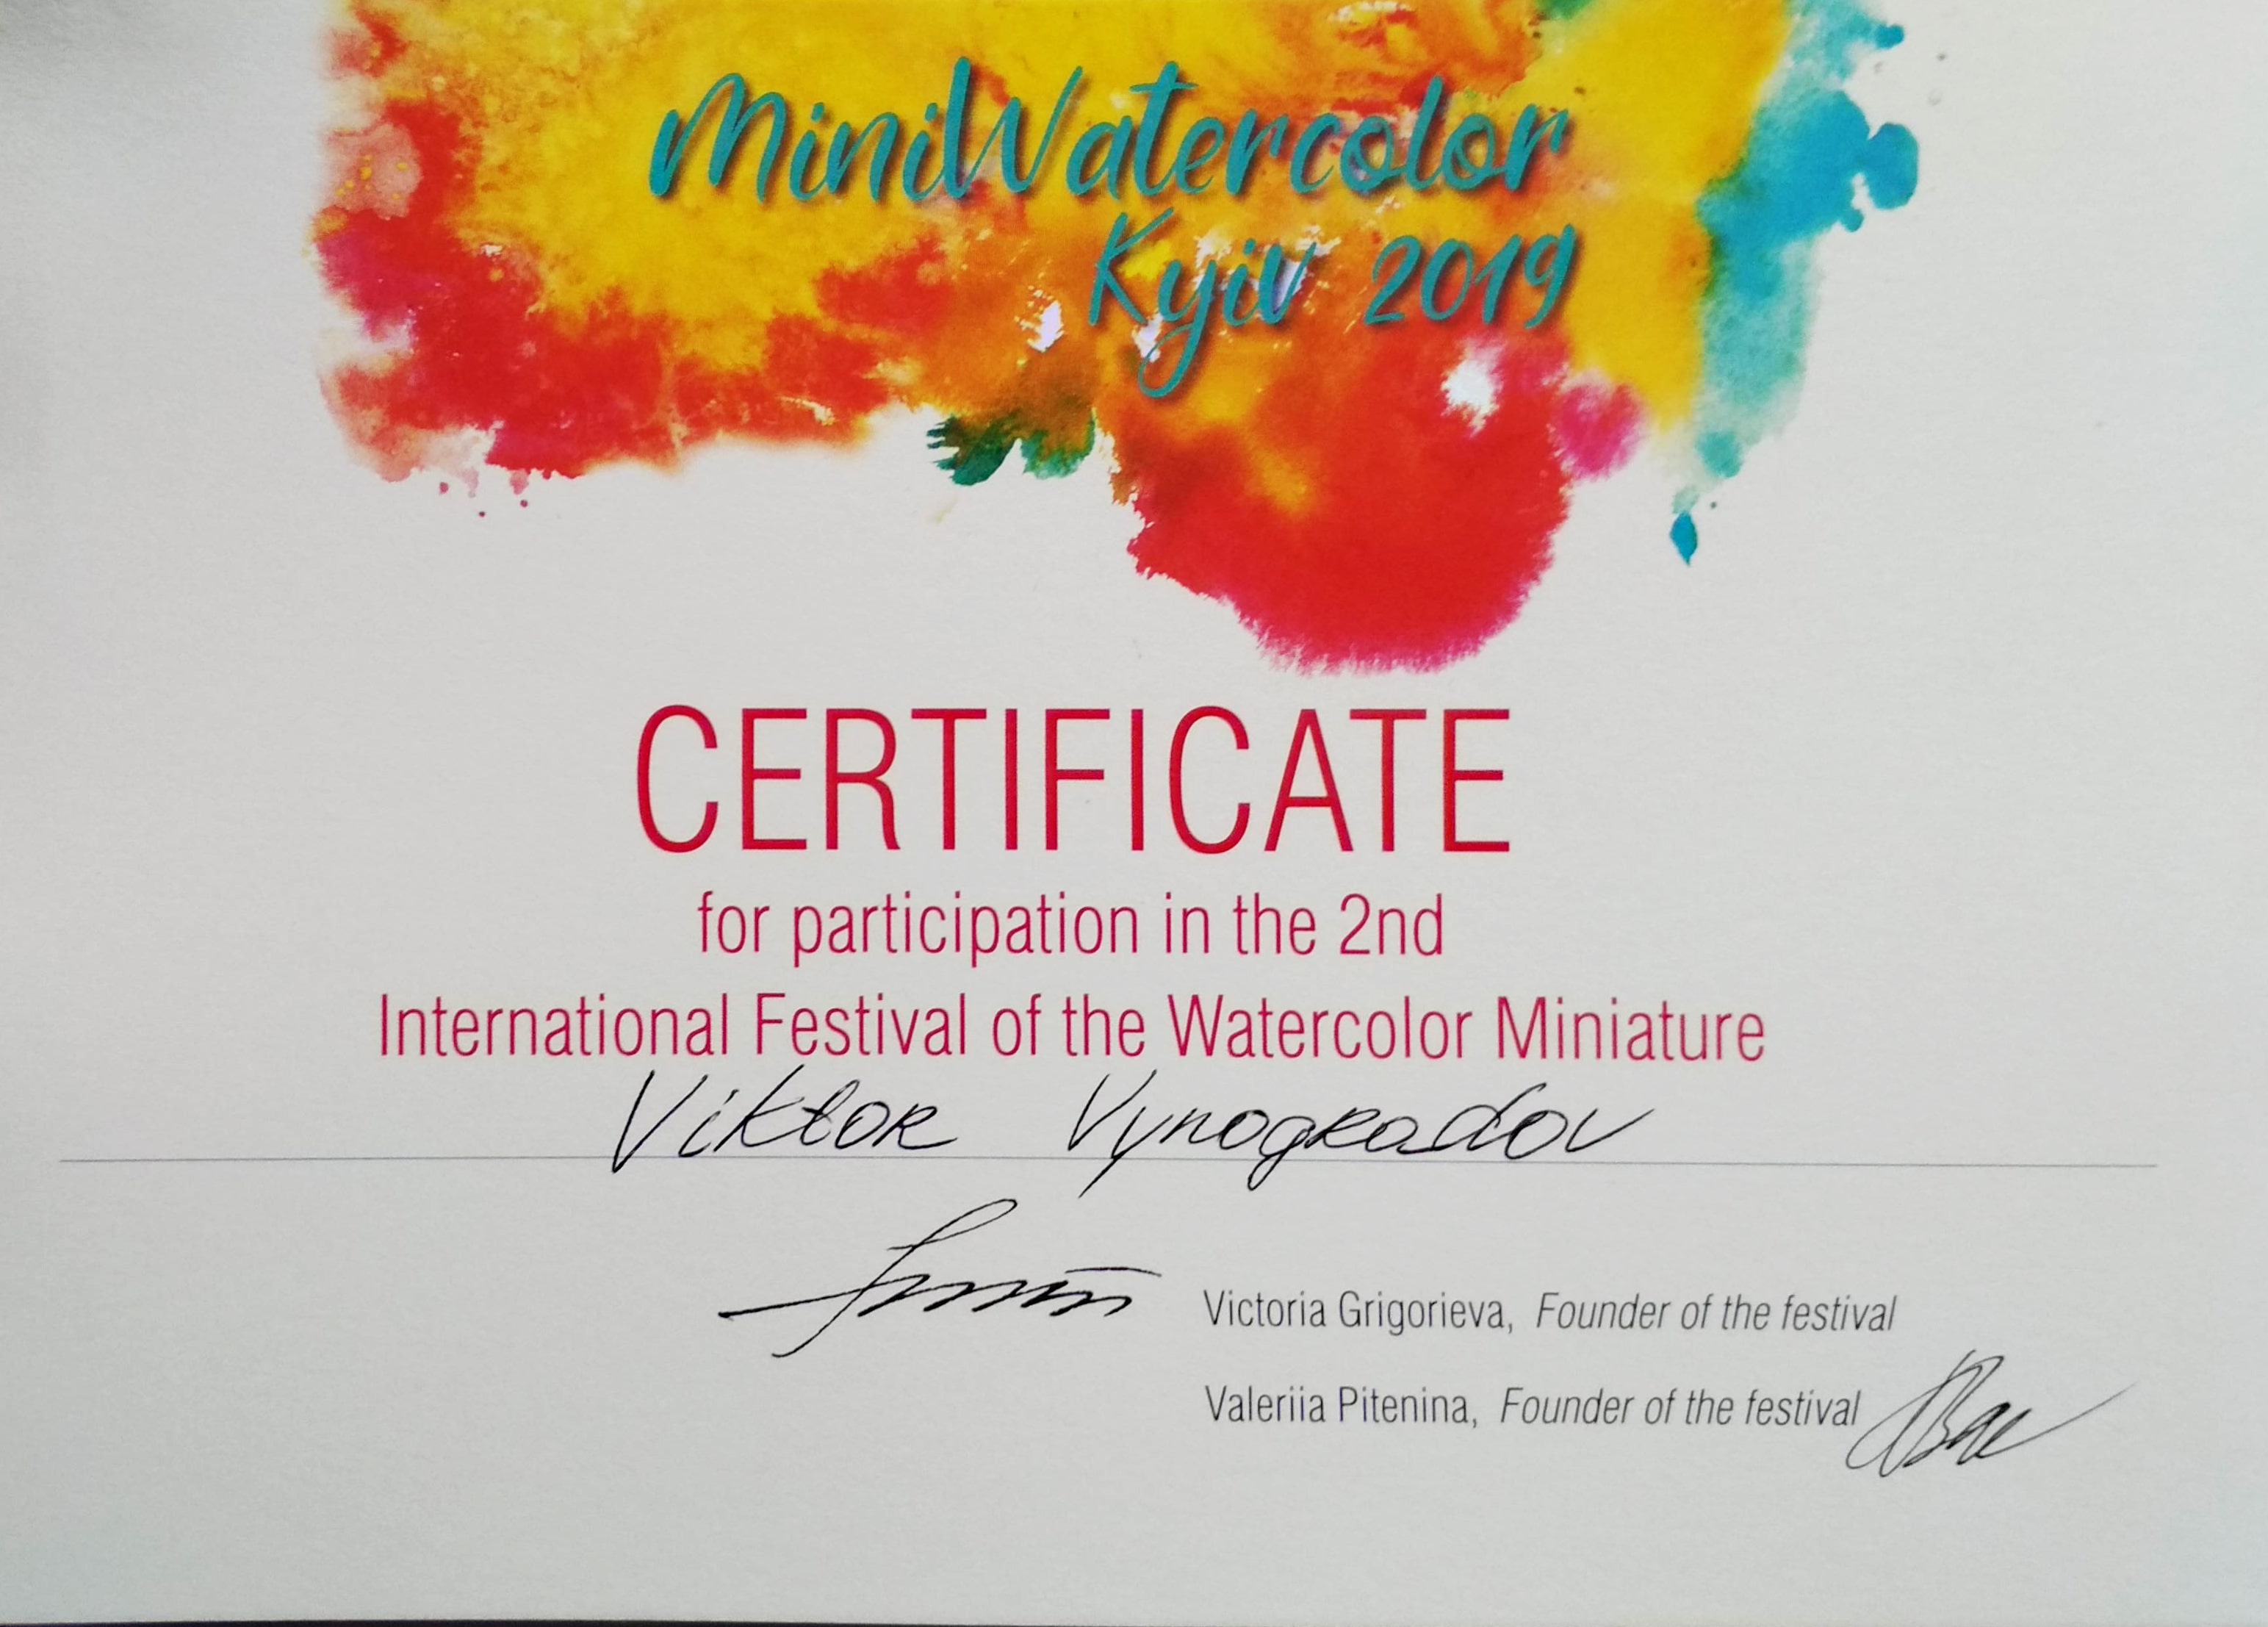 MiniWatercolor
Kyiv 2019
CERTIFICATE
for participation in the 2nd
International Festival of the Watercolor Miniature
Viktor Vynogradov
Victoria Grigorieva, Founder of the festival
Valeriia Pitenina, Founder of the festival